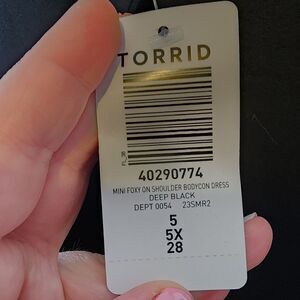 TORRID
40290774
MINI FOXY ON SHOULDER BODYCON DRESS
DEEP BLACK
DEPT 0054 23SMR2
5
5X
28